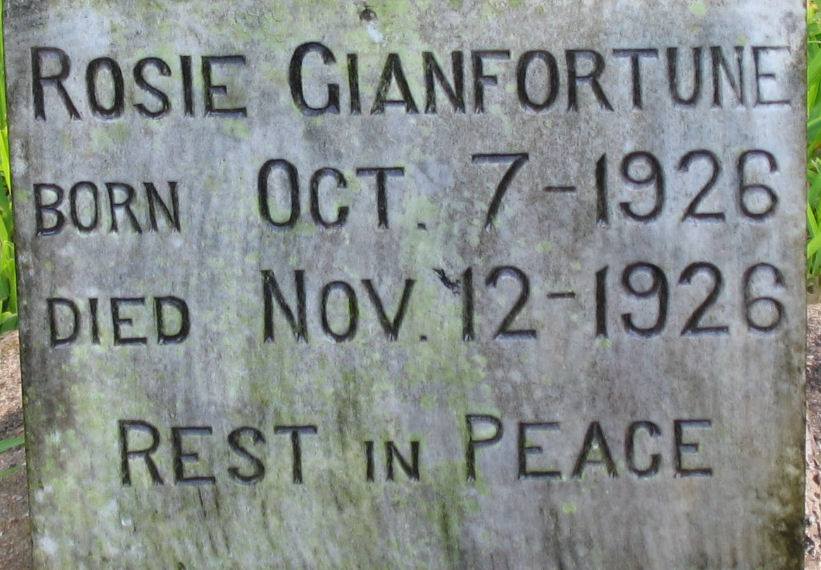 ROSIE GIANFORTUNE
BORN OCT. 7-1926
DIED NOV. 12-1926
REST IN PEACE